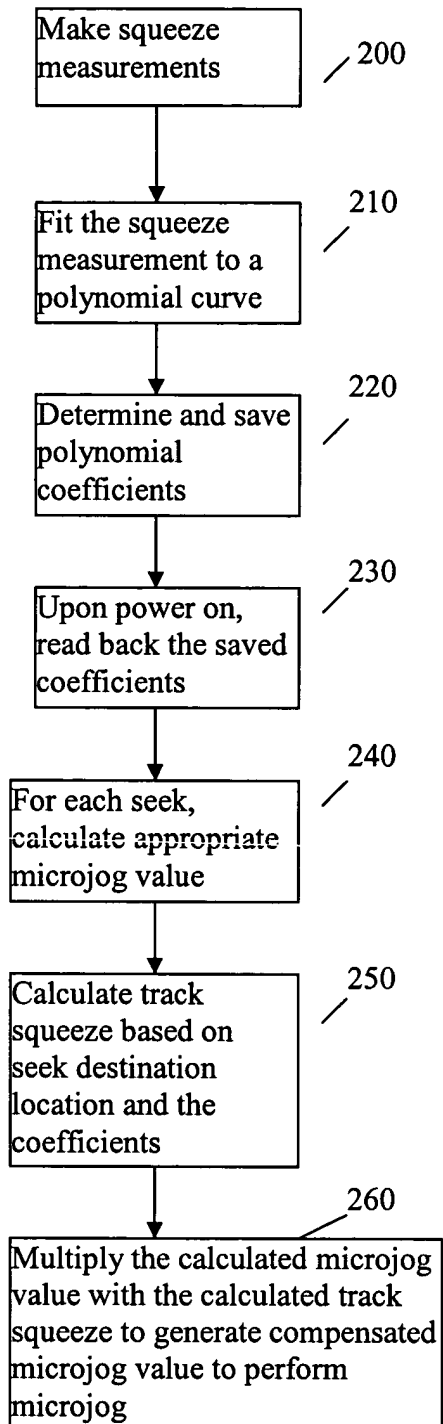 Make squeeze
measurements
200
210
Fit the squeeze
measurement to a
polynomial curve
220
Determine and save
polynomial
coefficients
230
Upon power on,
read back the saved
coefficients
240
For each seek,
calculate appropriate
microjog value
250
Calculate track
squeeze based on
seek destination
location and the
coefficients
260
Multiply the calculated microjog
value with the calculated track
squeeze to generate compensated
microjog value to perform
microjog